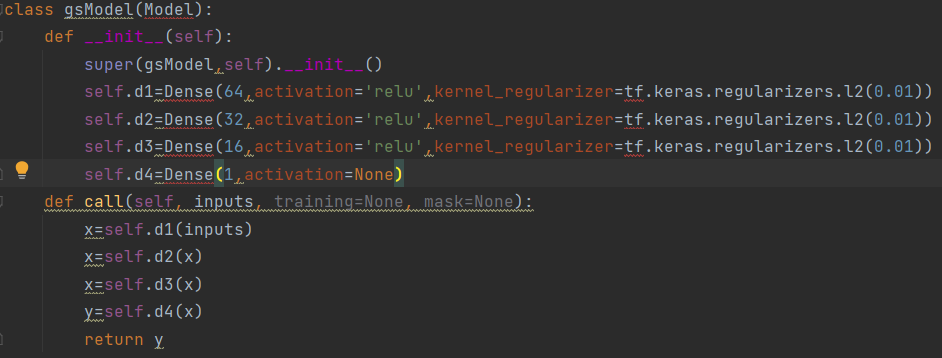 class gsModel(Model):
    def __init__(self):
        super(gsModel,self).__init__()
        self.d1=Dense(64,activation='relu',kernel_regularizer=tf.keras.regularizers.l2(0.01))
        self.d2=Dense(32,activation='relu',kernel_regularizer=tf.keras.regularizers.l2(0.01))
        self.d3=Dense(16,activation='relu',kernel_regularizer=tf.keras.regularizers.l2(0.01))
        self.d4=Dense(1,activation=None)
    def call(self, inputs, training=None, mask=None):
        x=self.d1(inputs)
        x=self.d2(x)
        x=self.d3(x)
        y=self.d4(x)
        return y